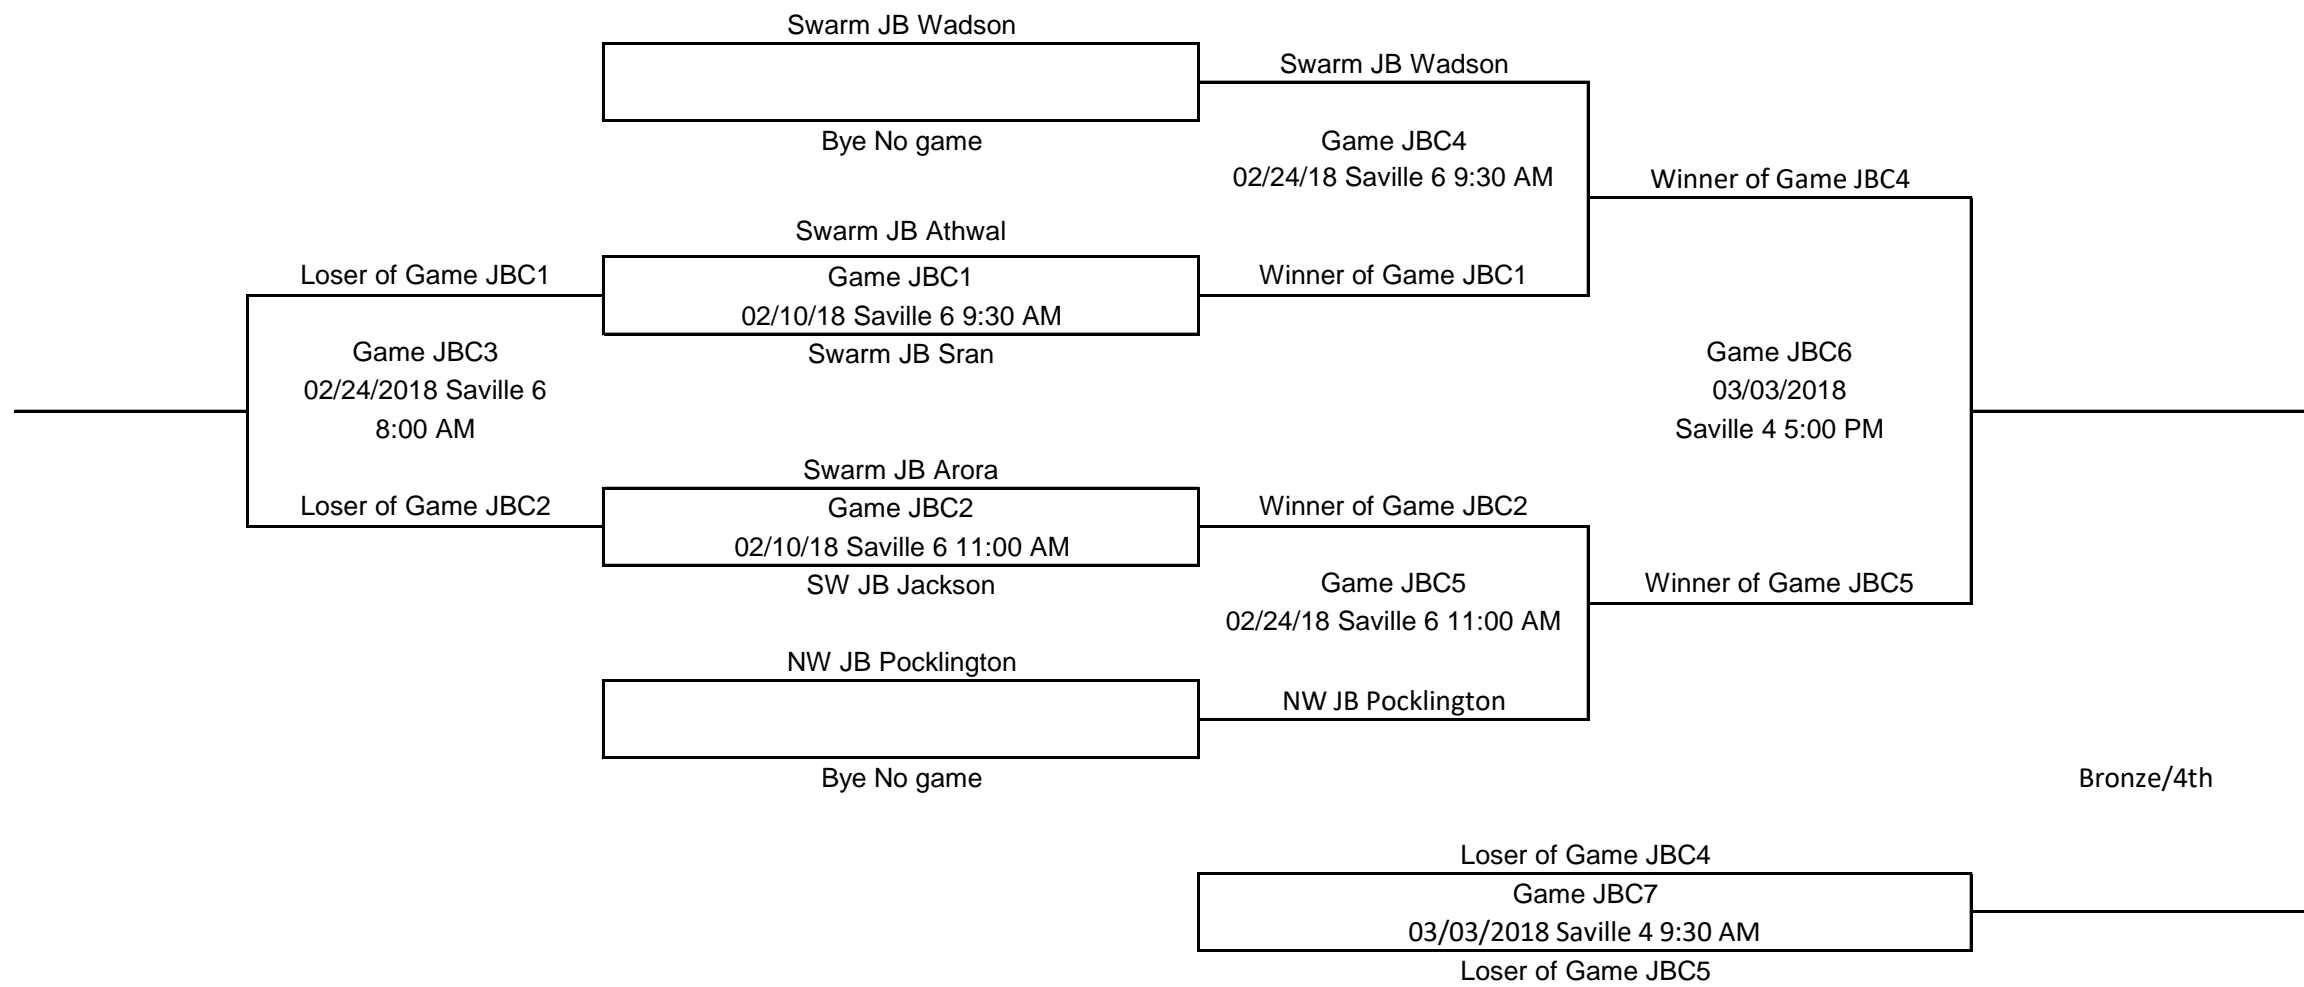 Swarm JB Wadson
Swarm JB Wadson
Bye No game
Game JBC4
02/24/18 Saville 6 9:30 AM
Winner of Game JBC4
Swarm JB Athwal
Loser of Game JBC1
Game JBC1
Winner of Game JBC1
02/10/18 Saville 6 9:30 AM
Game JBC3
Swarm JB Sran
Game JBC6
02/24/2018 Saville 6
03/03/2018
8:00 AM
Saville 4 5:00 PM
Swarm JB Arora
Loser of Game JBC2
Game JBC2
Winner of Game JBC2
02/10/18 Saville 6 11:00 AM
SW JB Jackson
Game JBC5
Winner of Game JBC5
02/24/18 Saville 6 11:00 AM
NW JB Pocklington
NW JB Pocklington
Bye No game
Bronze/4th
Loser of Game JBC4
Game JBC7
03/03/2018 Saville 4 9:30 AM
Loser of Game JBC5